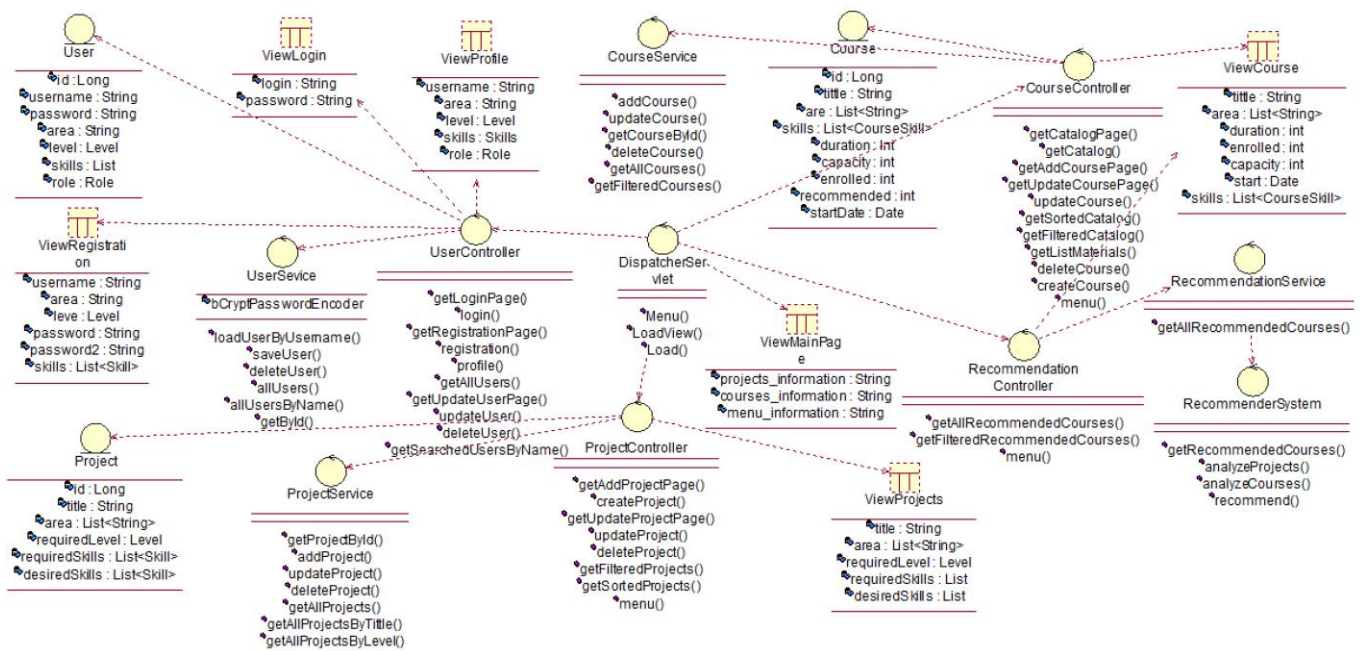 User
id : Long
username : String
password : String
area : String
level : Level
skills : List
role : Role
ViewLogin
login : String
password : String
ViewProfile
username : String
area : String
level : Level
skills : Skills
role : Role
CourseService
addCourse()
updateCourse()
getCourseById()
deleteCourse()
getAllCourses()
getFilteredCourses()
Course
id : Long
tittle : String
are : List<String>
skills : List<CourseSkill>
duration : Int
capacity : int
enrolled : int
recommended : int
startDate : Date
CourseController
getCatalogPage()
getCatalog()
getAddCoursePage()
getUpdateCoursePage()
updateCourse()
getSortedCatalog()
getFilteredCatalog()
getListMaterials()
deleteCourse()
createCourse()
menu()
ViewCourse
tittle : String
area : List<String>
duration : int
enrolled : int
capacity : int
start : Date
skills : List<CourseSkill>
ViewRegistrati
on
username : String
area : String
leve : Level
password : String
password2 : String
skills : List<Skill>
UserSevice
bCryptPasswordEncoder
loadUserByUsername()
saveUser()
deleteUser()
allUsers()
allUsersByName()
getById()
UserController
getLoginPage()
login()
getRegistrationPage()
registration()
profile()
getAllUsers()
getUpdateUserPage()
updateUser()
deleteUser()
getSearchedUsersByName()
DispatcherSer
vlet
Menu()
LoadView()
Load()
ViewMainPag
e
projects_information : String
courses_information : String
menu_information : String
Recommendation
Controller
getAllRecommendedCourses()
getFilteredRecommendedCourses()
menu()
RecommendationService
getAllRecommendedCourses()
RecommenderSystem
getRecommendedCourses()
analyzeProjects()
analyzeCourses()
recommend()
Project
id : Long
title : String
area : List<String>
requiredLevel : Level
requiredSkills : List<Skill>
desiredSkills : List<Skill>
ProjectService
getProjectById()
addProject()
updateProject()
deleteProject()
getAllProjects()
getAllProjectsByTittle()
getAllProjectsByLevel()
ProjectController
getAddProjectPage()
createProject()
getUpdateProjectPage()
updateProject()
deleteProject()
getFilteredProjects()
getSortedProjects()
menu()
ViewProjects
title : String
area : List<String>
requiredLevel : Level
requiredSkills : List
desiredSkills : List